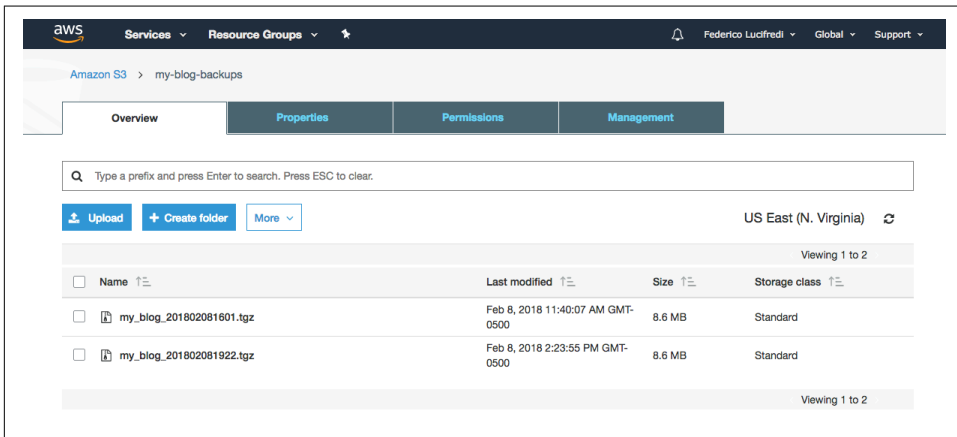 aws Services Resource Groups Federico Lucifredi Global Support
Amazon S3 > my-blog-backups
Overview Properties Permissions Management
Type a prefix and press Enter to search. Press ESC to clear.
Upload + Create folder More US East (N. Virginia)
Viewing 1 to 2
Name Last modified Size Storage class
my_blog_201802081601.tgz Feb 8, 2018 11:40:07 AM GMT-
0500 8.6 MB Standard
my_blog_201802081922.tgz Feb 8, 2018 2:23:55 PM GMT-
0500 8.6 MB Standard
Viewing 1 to 2